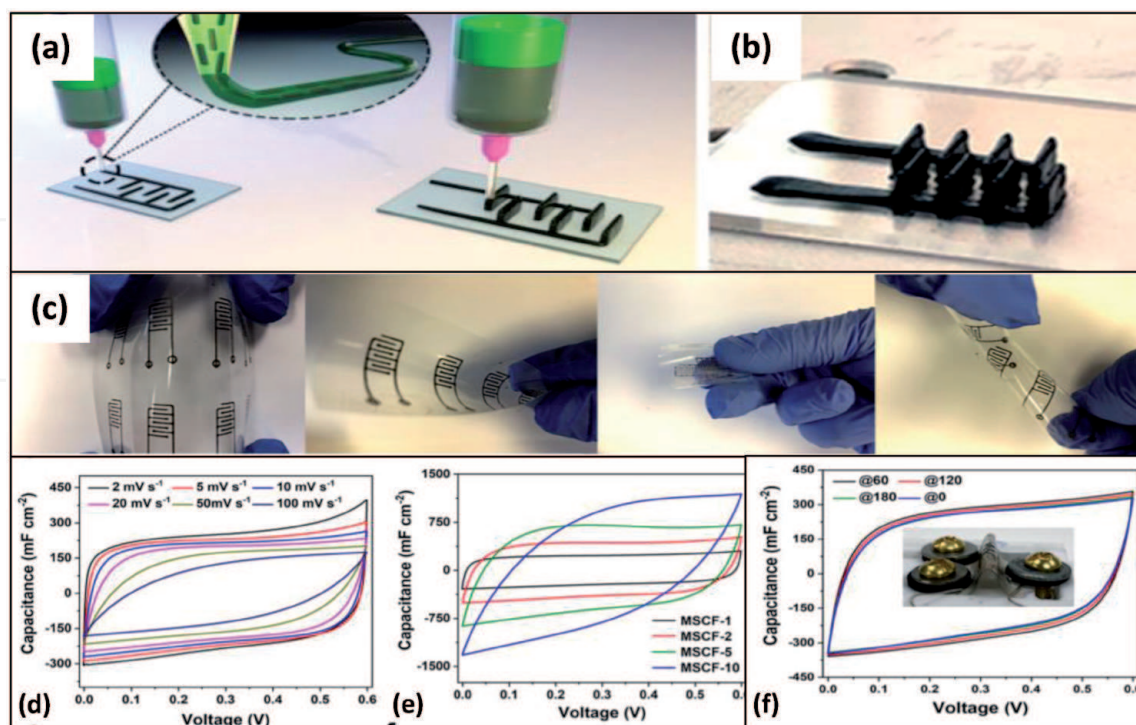 (a)
(b)
(c)
450
300
150
0
-150
-300
Capacitance (mF cm⁻²)
2 mV s⁻¹ 5 mV s⁻¹ 10 mV s⁻¹
20 mV s⁻¹ 50mV s⁻¹ 100 mV s⁻¹
0.0 0.1 0.2 0.3 0.4 0.5 0.6
(d)
Voltage (V)
1500
750
0
-750
-1500
Capacitance (mF cm⁻²)
MSCF-1
MSCF-2
MSCF-5
MSCF-10
0.0 0.1 0.2 0.3 0.4 0.5 0.6
(e)
Voltage (V)
450
300
150
0
-150
-300
-450
Capacitance (mF cm⁻²)
@60 @120
@180 @0
0.0 0.1 0.2 0.3 0.4 0.5 0.6
(f)
Voltage (V)